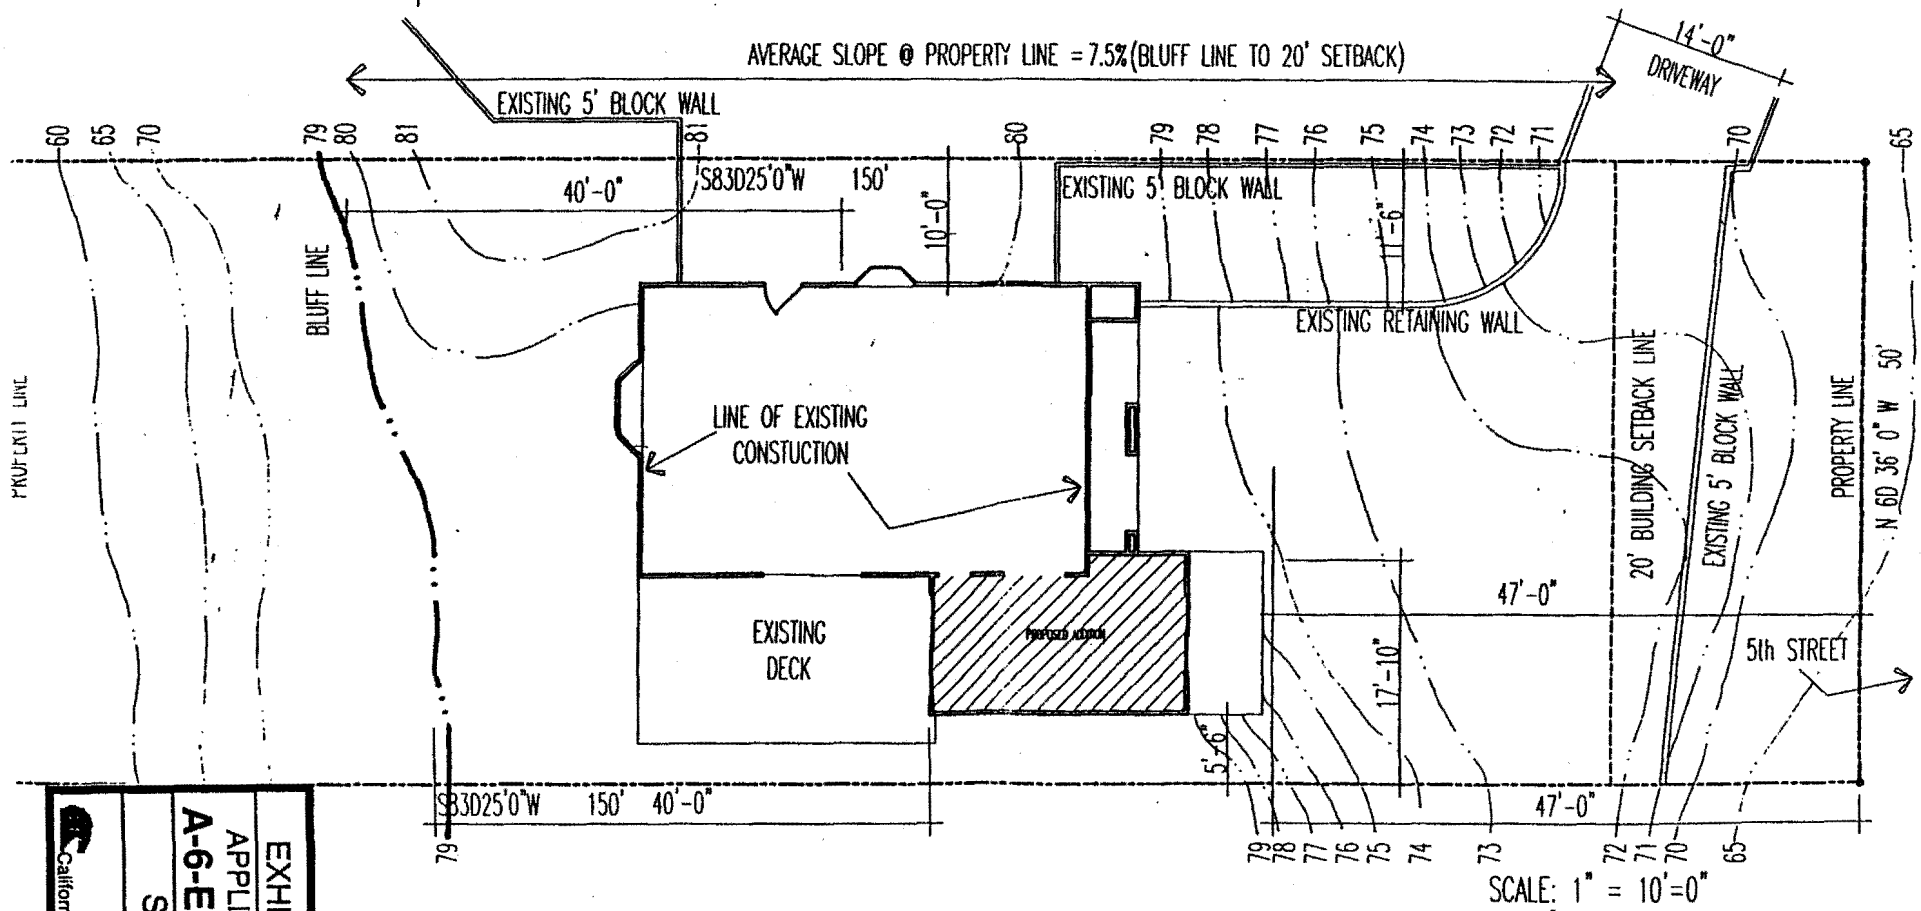 AVERAGE SLOPE @ PROPERTY LINE = 7.5% (BLUFF LINE TO 20' SETBACK)
14'-0"
DRIVEWAY
EXISTING 5' BLOCK WALL
60
65
70
79
80
81
81
80
79
78
77
76
75
74
73
72
71
70
65
S83D25'0"W 150'
40'-0"
10'-0"
EXISTING 5' BLOCK WALL
11'-6"
BLUFF LINE
EXISTING RETAINING WALL
PROPERTY LINE
LINE OF EXISTING
CONSTUCTION
20' BUILDING SETBACK LINE
EXISTING 5' BLOCK WALL
PROPERTY LINE
N 6D 36' 0" W 50'
EXISTING
DECK
PROPOSED ADDITION
47'-0"
17'-10"
5th STREET
5'-6"
S83D25'0"W 150' 40'-0"
47'-0"
79
79
78
77
76
75
74
73
72
71
70
65
SCALE: 1" = 10'=0"
EXHI
APPLI
A-6-E
S
Californ